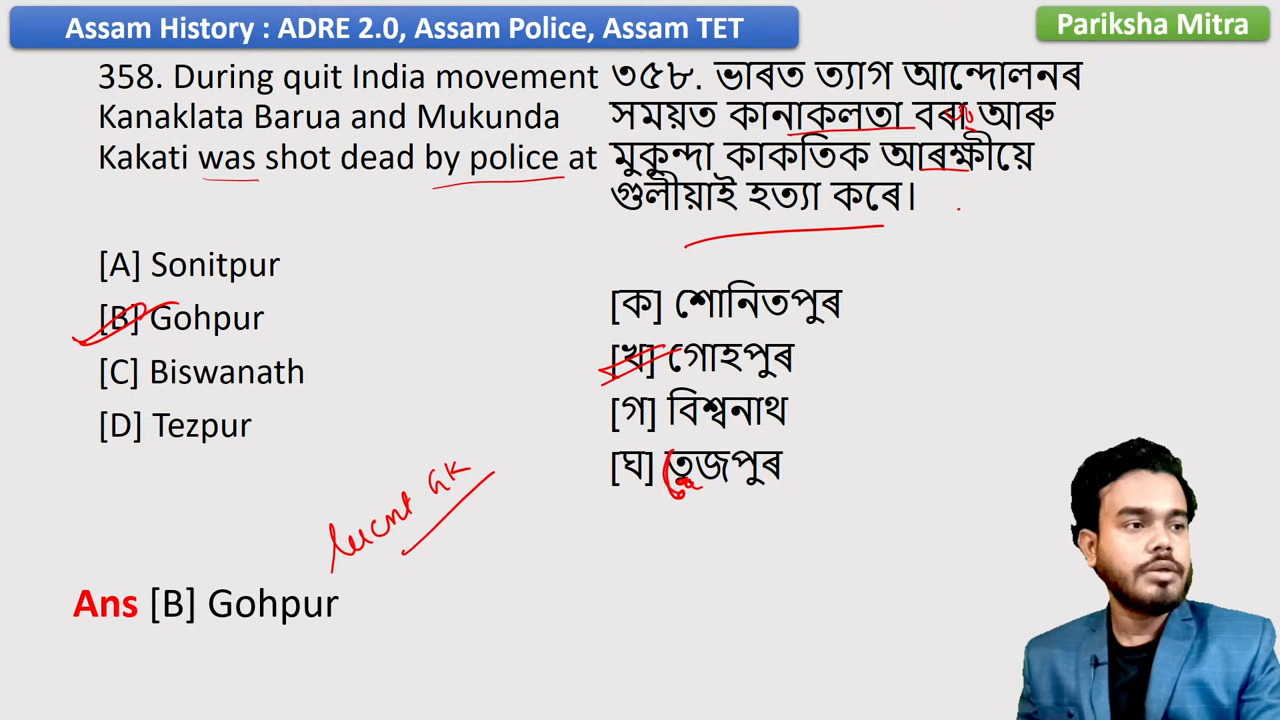 Assam History : ADRE 2.0, Assam Police, Assam TET
Pariksha Mitra
358. During quit India movement
Kanaklata Barua and Mukunda
Kakati was shot dead by police at
[A] Sonitpur
[B] Gohpur
[C] Biswanath
[D] Tezpur
৩৫৮. ভাৰত ত্যাগ আন্দোলনৰ
সময়ত কানাকলতা বৰা আৰু
মুকুন্দা কাকতিক আৰক্ষীয়ে
গুলীয়াই হত্যা কৰে।
[ক] শোনিতপুৰ
[খ] গোহপুৰ
[গ] বিশ্বনাথ
[ঘ] তুজপুৰ
lucent GK
Ans [B] Gohpur